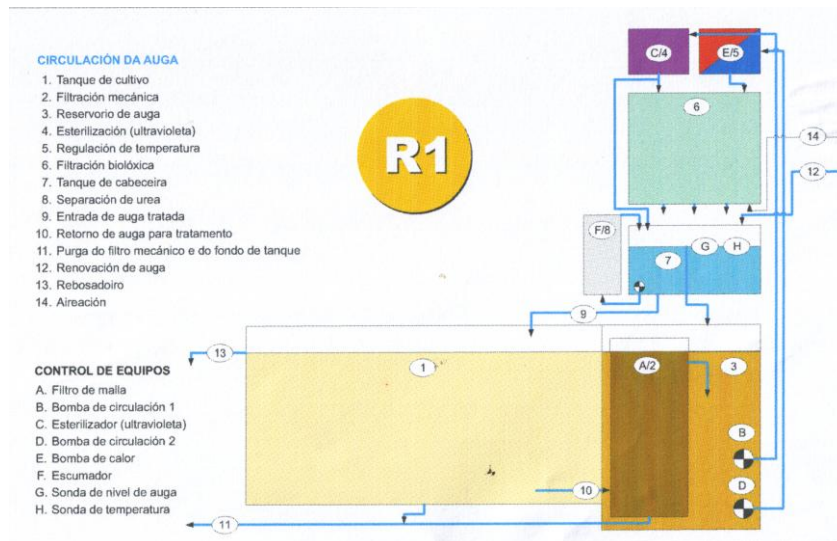 CIRCULACIÓN DA AUGA
1. Tanque de cultivo
2. Filtración mecánica
3. Reservorio de auga
4. Esterilización (ultravioleta)
5. Regulación de temperatura
6. Filtración biolóxica
7. Tanque de cabeceira
8. Separación de urea
9. Entrada de auga tratada
10. Retorno de auga para tratamento
11. Purga do filtro mecánico e do fondo de tanque
12. Renovación de auga
13. Rebosadoiro
14. Aireación
R1
C/4
E/5
6
14
12
F/8
G
H
7
9
13
1
A/2
3
B
D
10
11
CONTROL DE EQUIPOS
A. Filtro de malla
B. Bomba de circulación 1
C. Esterilizador (ultravioleta)
D. Bomba de circulación 2
E. Bomba de calor
F. Escumador
G. Sonda de nivel de auga
H. Sonda de temperatura